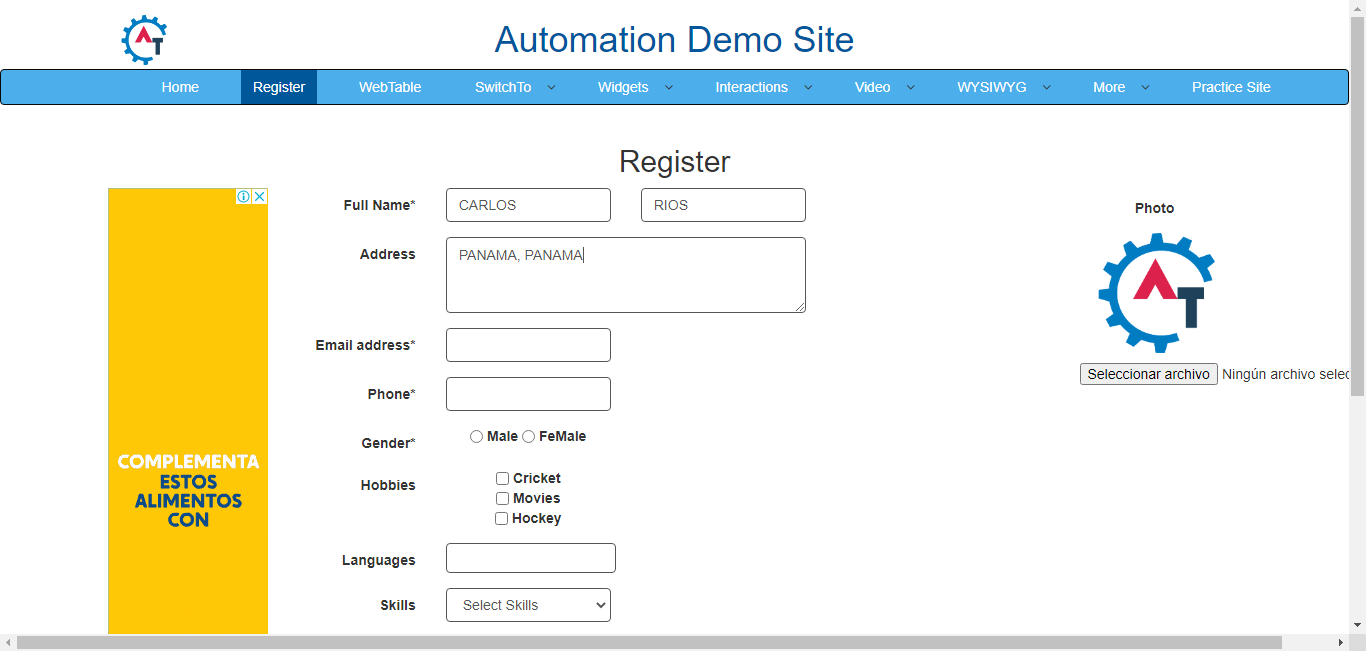 AT
Automation Demo Site
Home Register WebTable SwitchTo Widgets Interactions Video WYSIWYG More Practice Site
Register
Full Name* CARLOS RIOS
Photo
Address PANAMA, PANAMA
AT
Email address*
Seleccionar archivo Ningún archivo selec
Phone*
Gender* Male FeMale
Hobbies Cricket
Movies
Hockey
Languages
Skills Select Skills
COMPLEMENTA
ESTOS
ALIMENTOS
CON